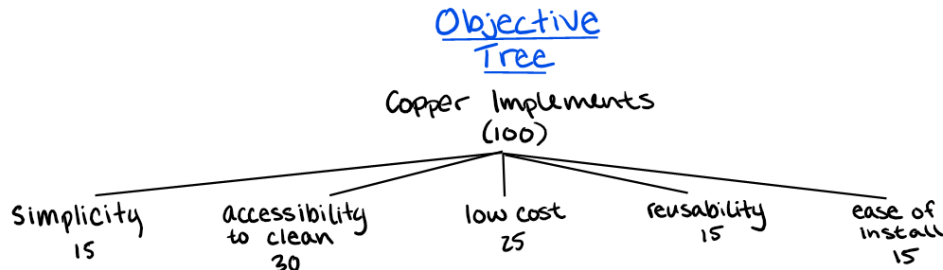 Objective
Tree
Copper Implements
(100)
simplicity
15
accessibility
to clean
30
low cost
25
reusability
15
ease of
install
15